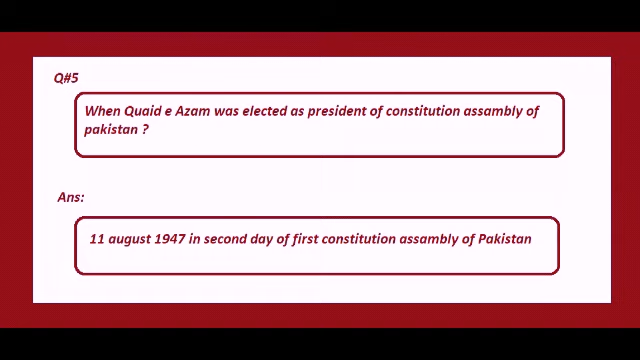 Q#5
When Quaid e Azam was elected as president of constitution assambly of
pakistan ?
Ans:
11 august 1947 in second day of first constitution assambly of Pakistan